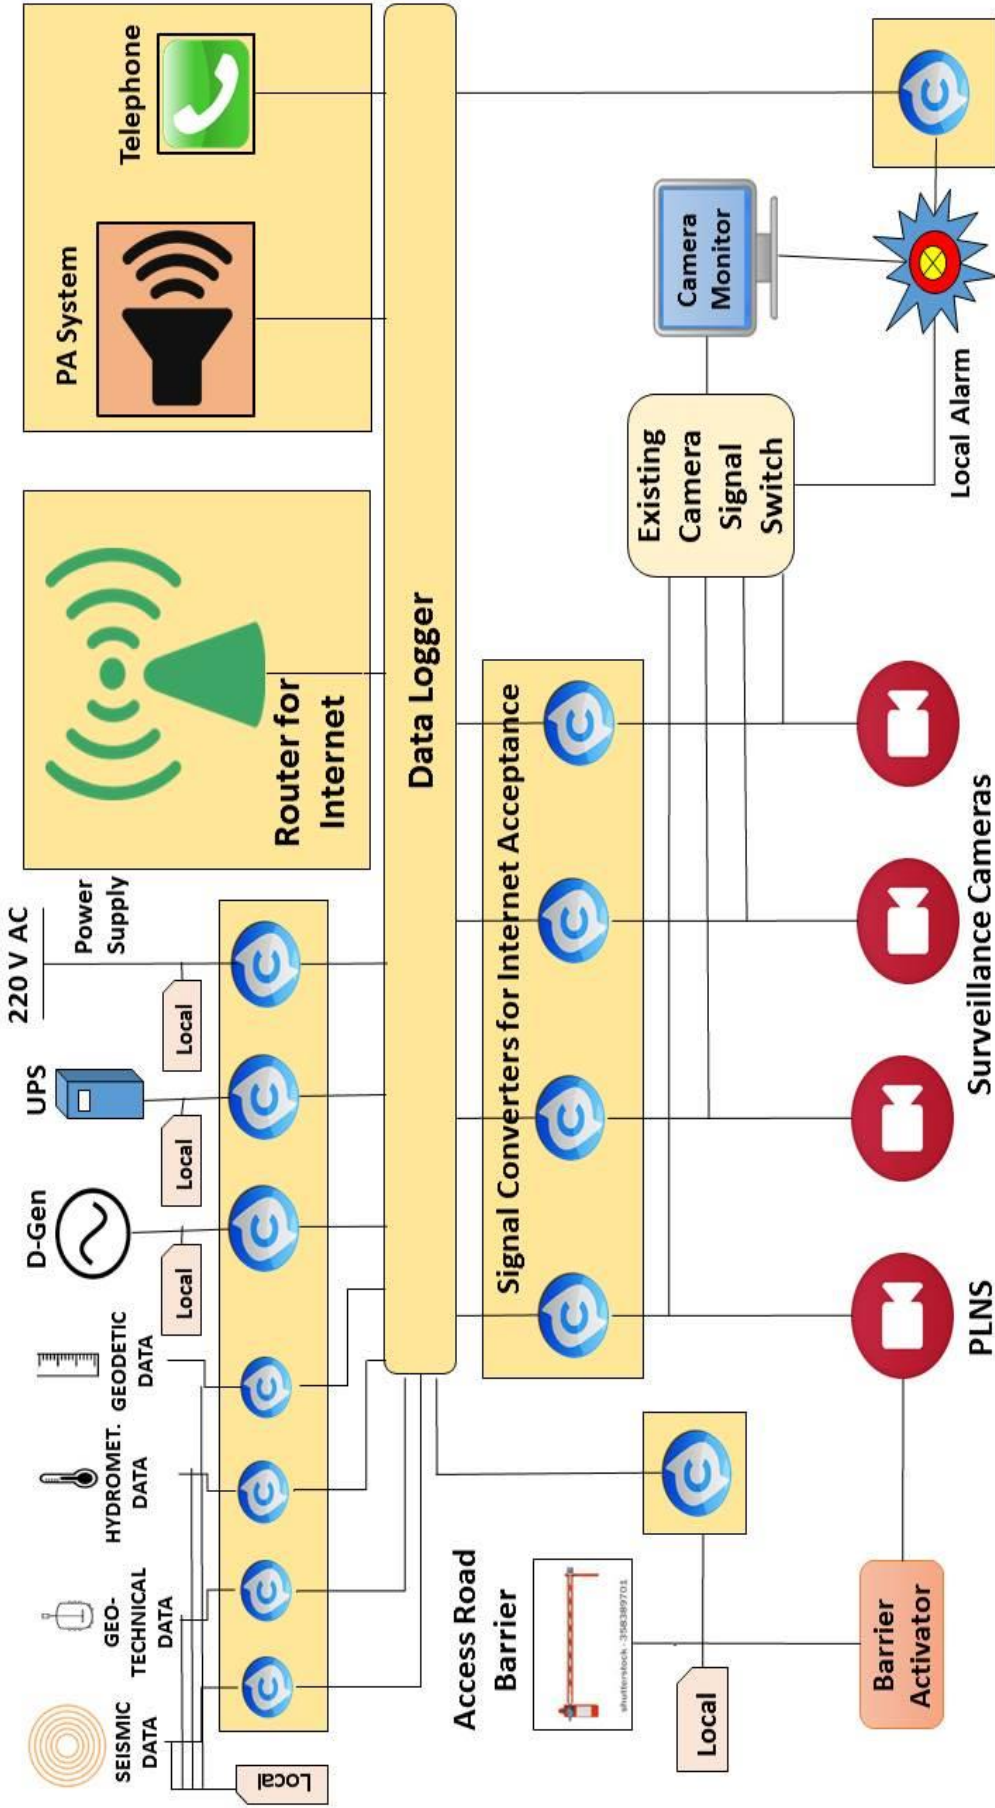 SEISMIC
DATA
GEO-
TECHNICAL
DATA
HYDROMET.
DATA
GEODETIC
DATA
D-Gen
UPS
220 V AC
Power
Supply
Router for
Internet
PA System
Telephone
Local
Local
Local
Local
C
C
C
C
C
C
C
Data Logger
Signal Converters for Internet Acceptance
C
C
C
C
Access Road
Barrier
shutterstock · 358389701
C
Local
Barrier
Activator
PLNS
Surveillance Cameras
Existing
Camera
Signal
Switch
Camera
Monitor
Local Alarm
C